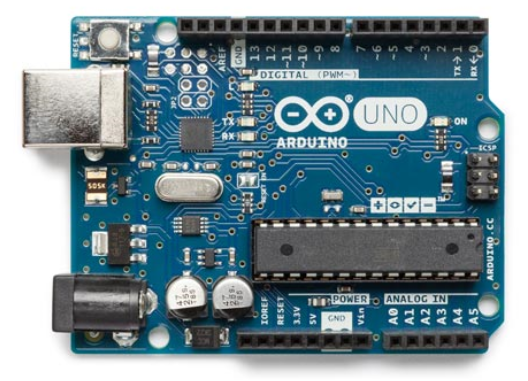 RESET
AREF
GND
13
12
~11
~10
~9
8
7
~6
~5
4
~3
2
TX→1
RX←0
DIGITAL (PWM~)
TX
RX
ARDUINO
UNO
ON
ICSP
ARDUINO.CC
POWER
ANALOG IN
IOREF
RESET
3.3V
5V
GND
Vin
A0
A1
A2
A3
A4
A5